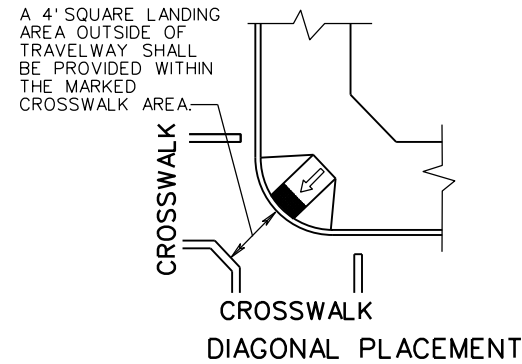 A 4' SQUARE LANDING
AREA OUTSIDE OF
TRAVELWAY SHALL
BE PROVIDED WITHIN
THE MARKED
CROSSWALK AREA.
CROSSWALK
CROSSWALK
DIAGONAL PLACEMENT